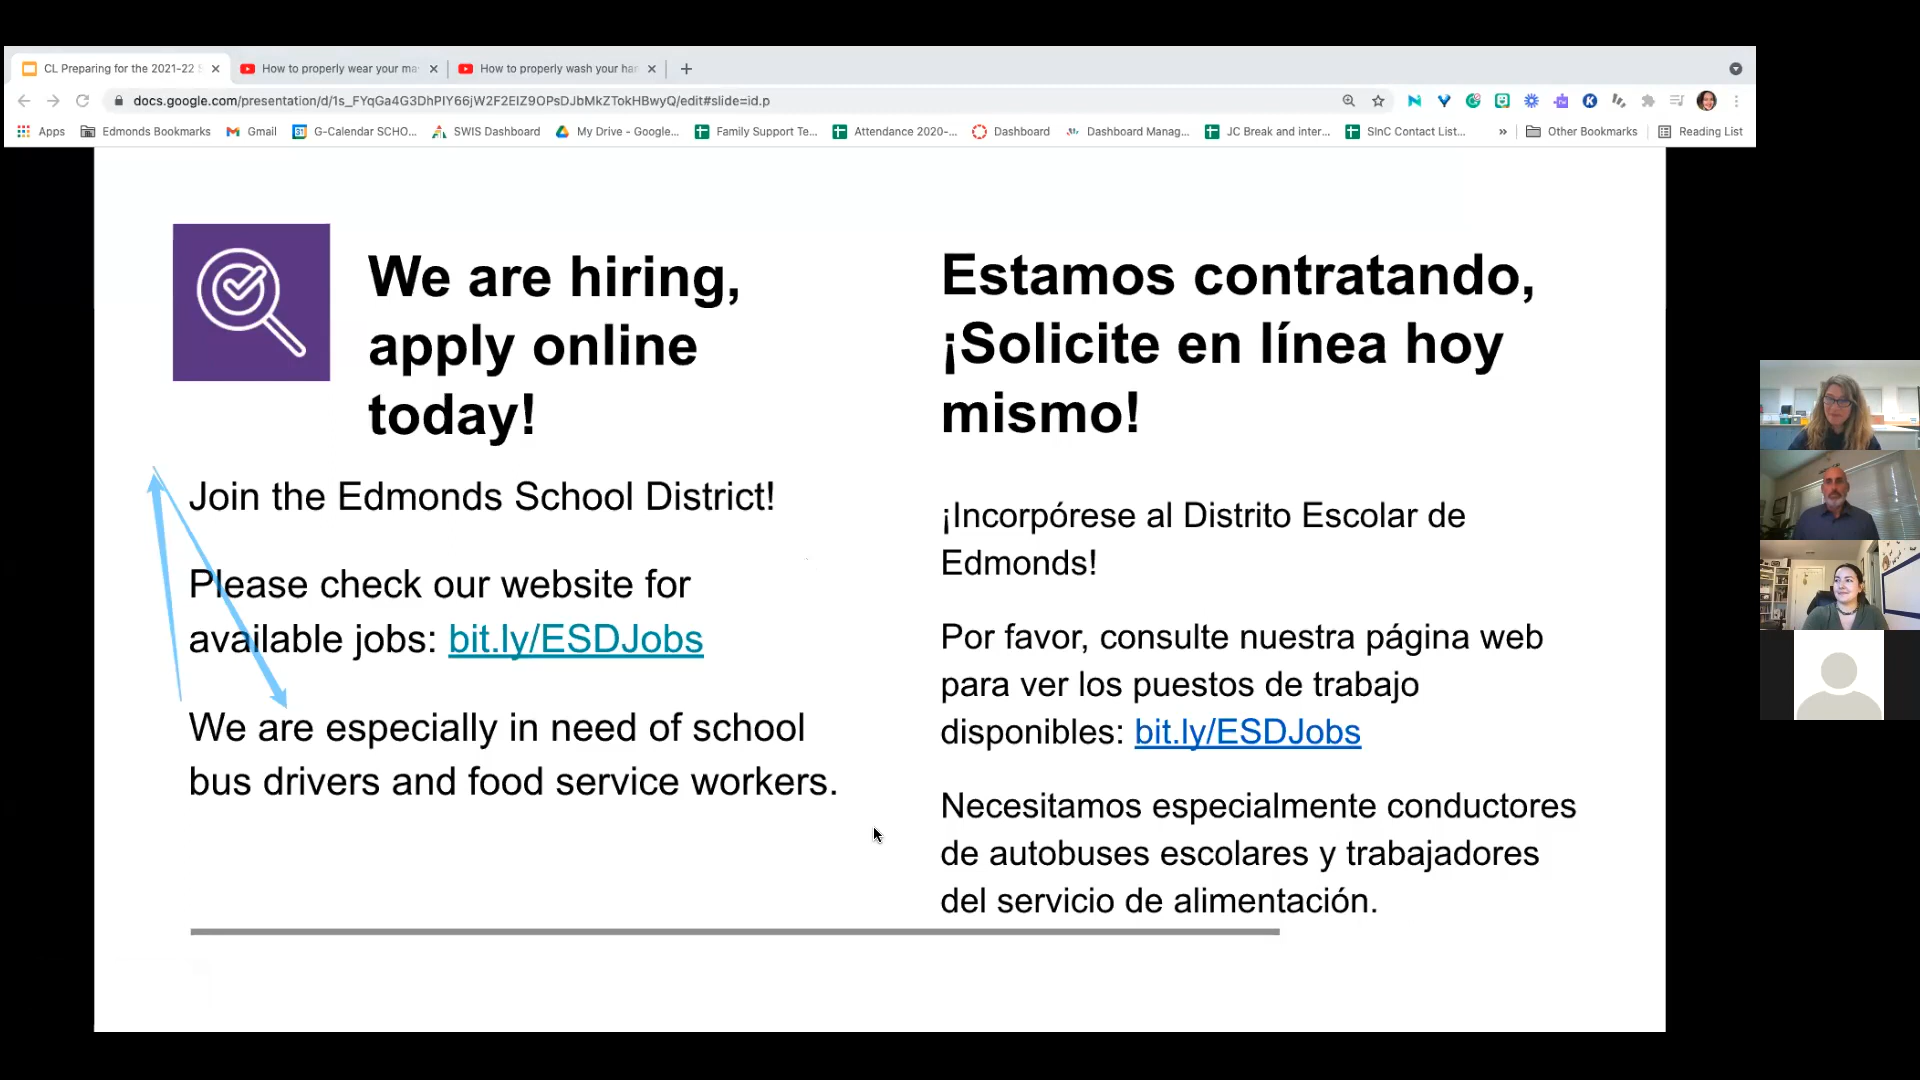 CL Preparing for the 2021-22 S
How to properly wear your ma
How to properly wash your han
docs.google.com/presentation/d/1s_FYqGa4G3DhPIY66jW2F2EIZ9OPsDJbMkZTokHBwyQ/edit#slide=id.p
Apps Edmonds Bookmarks Gmail G-Calendar SCHO... SWIS Dashboard My Drive - Google... Family Support Te... Attendance 2020-... Dashboard Dashboard Manag... JC Break and inter... SInC Contact List... » Other Bookmarks Reading List
We are hiring,
apply online
today!
Join the Edmonds School District!
Please check our website for
available jobs: bit.ly/ESDJobs
We are especially in need of school
bus drivers and food service workers.
Estamos contratando,
¡Solicite en línea hoy
mismo!
¡Incorpórese al Distrito Escolar de
Edmonds!
Por favor, consulte nuestra página web
para ver los puestos de trabajo
disponibles: bit.ly/ESDJobs
Necesitamos especialmente conductores
de autobuses escolares y trabajadores
del servicio de alimentación.